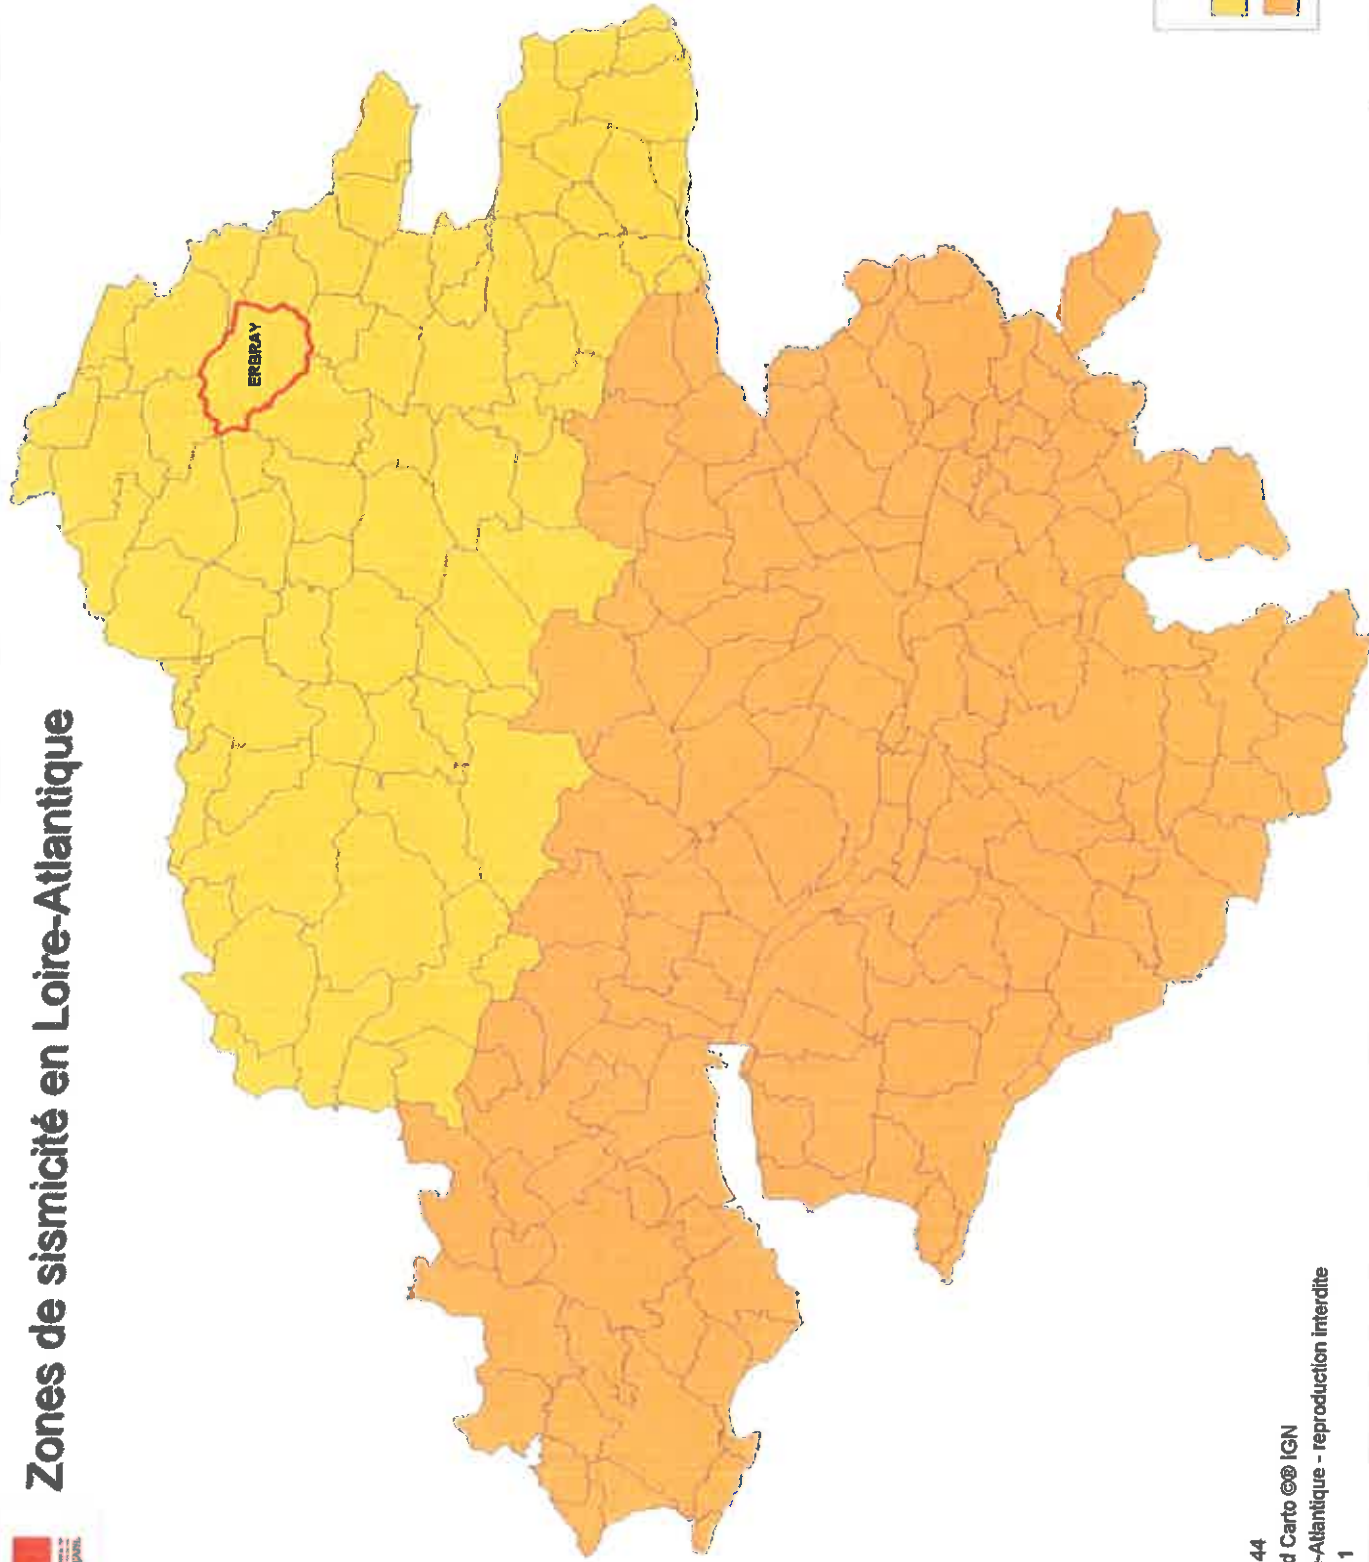 Zones de sismicité en Loire-Atlantique
ERBRAY
44
d Carto ©® IGN
-Atlantique - reproduction interdite
1